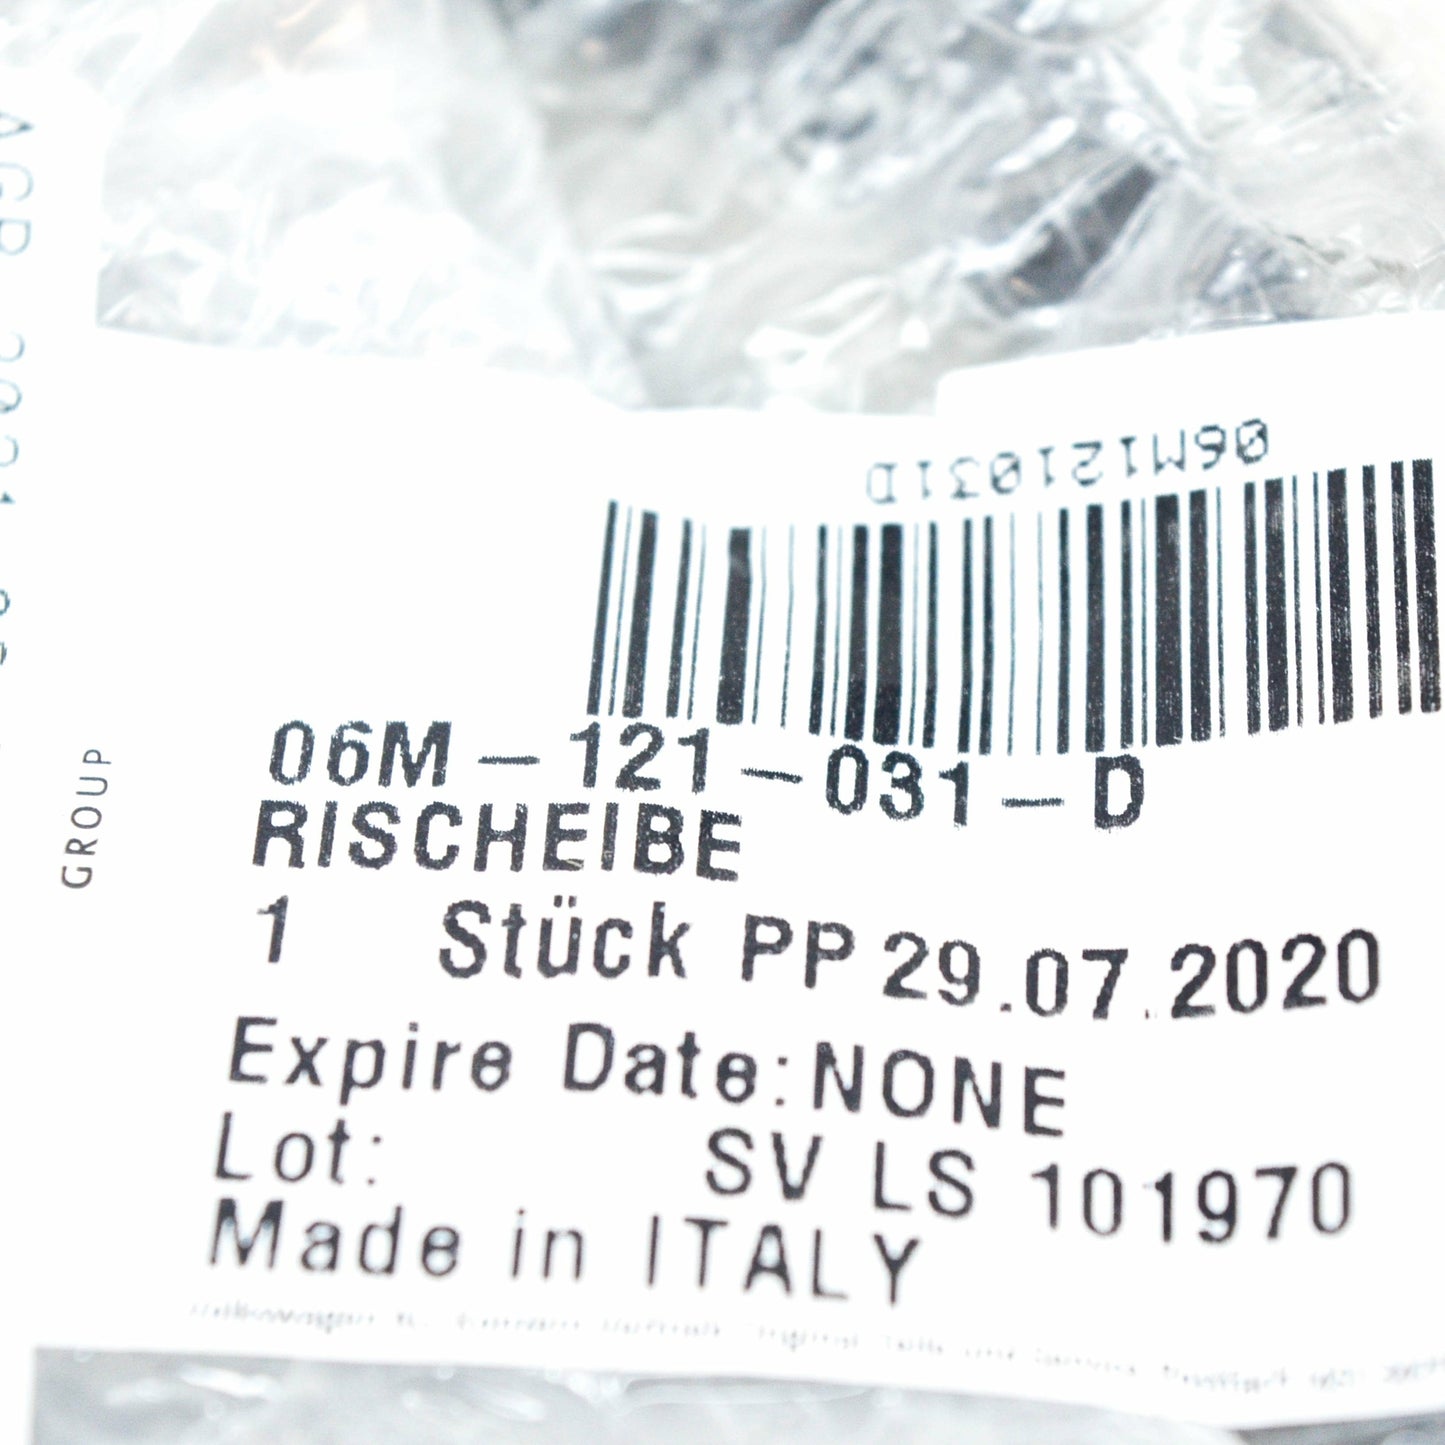 06M121031D
06M-121-031-D
RISCHEIBE
1 Stück PP 29.07.2020
Expire Date:NONE
Lot: SV LS 101970
Made in ITALY
GROUP